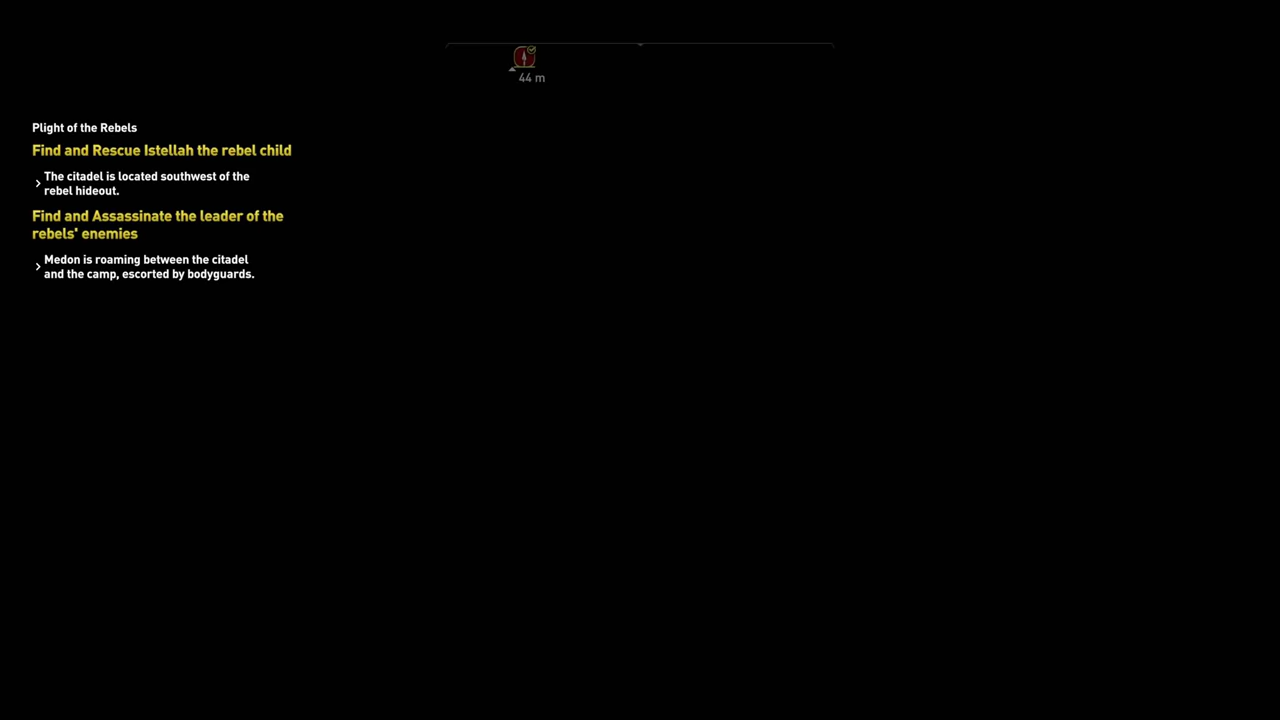 44 m
Plight of the Rebels
Find and Rescue Istellah the rebel child
The citadel is located southwest of the
rebel hideout.
Find and Assassinate the leader of the
rebels' enemies
Medon is roaming between the citadel
and the camp, escorted by bodyguards.